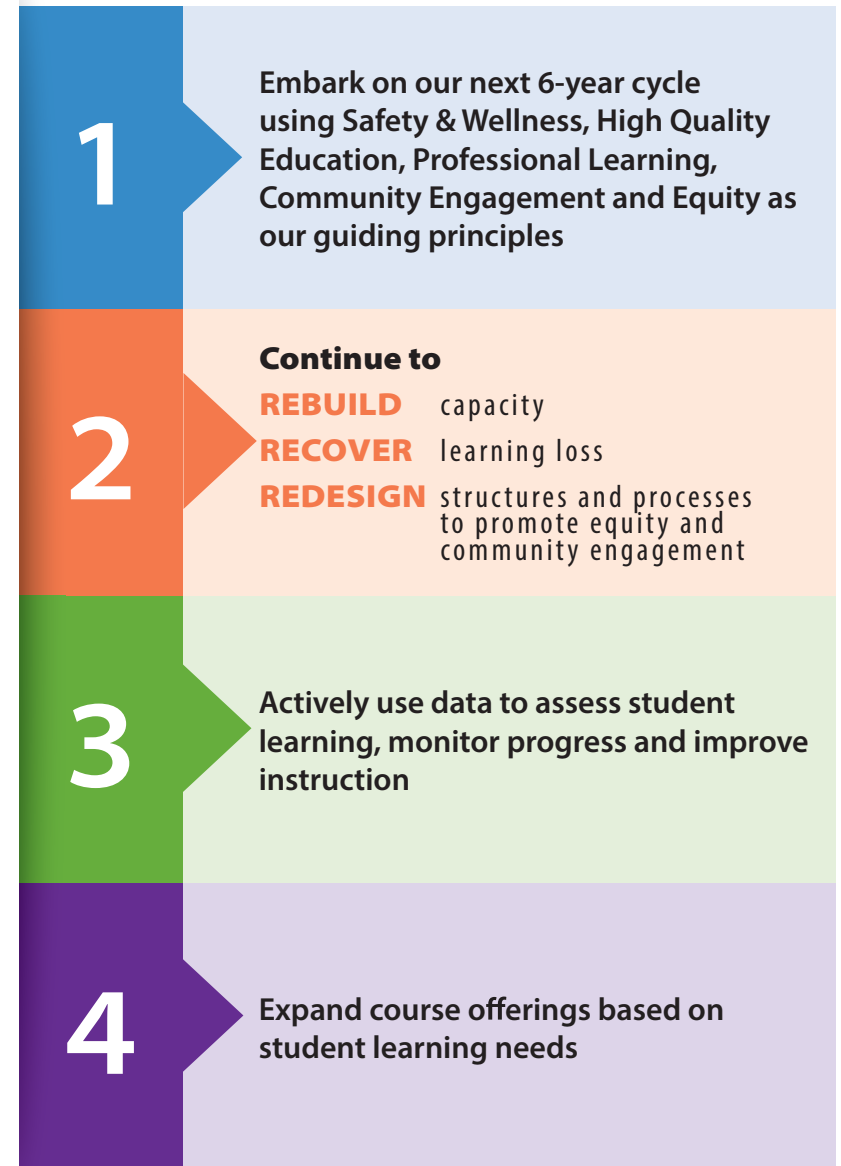 1
Embark on our next 6-year cycle
using Safety & Wellness, High Quality
Education, Professional Learning,
Community Engagement and Equity as
our guiding principles
2
Continue to
REBUILD capacity
RECOVER learning loss
REDESIGN structures and processes
to promote equity and
community engagement
3
Actively use data to assess student
learning, monitor progress and improve
instruction
4
Expand course offerings based on
student learning needs